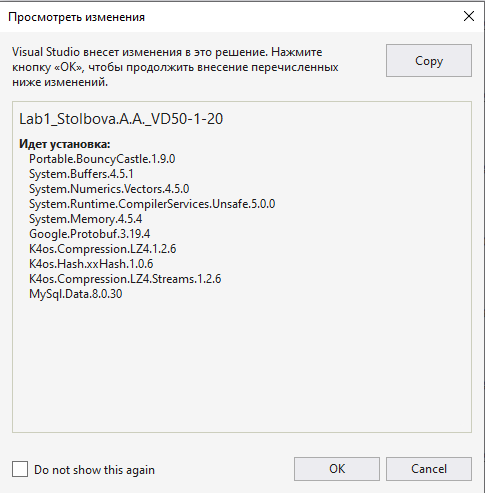 Просмотреть изменения
Visual Studio внесет изменения в это решение. Нажмите
кнопку «ОК», чтобы продолжить внесение перечисленных
ниже изменений.
Copy
Lab1_Stolbova.A.A._VD50-1-20
Идет установка:
Portable.BouncyCastle.1.9.0
System.Buffers.4.5.1
System.Numerics.Vectors.4.5.0
System.Runtime.CompilerServices.Unsafe.5.0.0
System.Memory.4.5.4
Google.Protobuf.3.19.4
K4os.Compression.LZ4.1.2.6
K4os.Hash.xxHash.1.0.6
K4os.Compression.LZ4.Streams.1.2.6
MySql.Data.8.0.30
Do not show this again
OK
Cancel